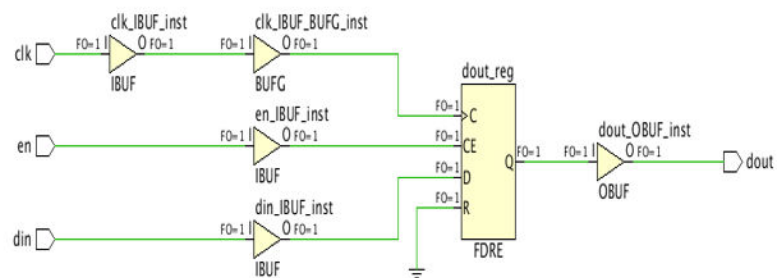 clk
FO=1 I
clk_IBUF_inst
O FO=1
IBUF
FO=1 I
clk_IBUF_BUFG_inst
O FO=1
BUFG
en
FO=1 I
en_IBUF_inst
O FO=1
IBUF
din
FO=1 I
din_IBUF_inst
O FO=1
IBUF
dout_reg
FO=1 C
FO=1 CE
FO=1 D
FO=1 R
Q FO=1
FDRE
FO=1 I
dout_OBUF_inst
O FO=1
OBUF
dout